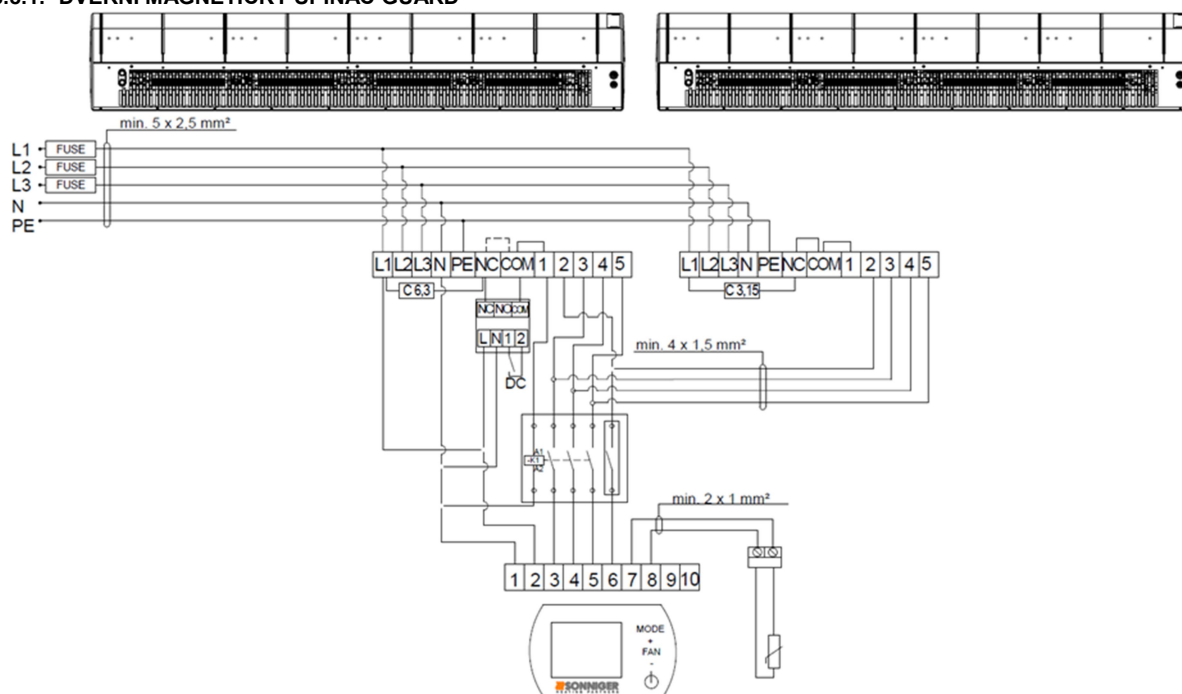 DVERNÍ MAGNETICKÝ SPÍNAČ GUARD
min. 5 x 2,5 mm²
L1 FUSE
L2 FUSE
L3 FUSE
N
PE
L1 L2 L3 N PE NC COM 1 2 3 4 5
L1 L2 L3 N PE NC COM 1 2 3 4 5
C 6,3
C 3,15
NC NO COM
L N 1 2
DC
min. 4 x 1,5 mm²
A1
-K1
A2
min. 2 x 1 mm²
1 2 3 4 5 6 7 8 9 10
MODE
+
FAN
-
SONNIGER